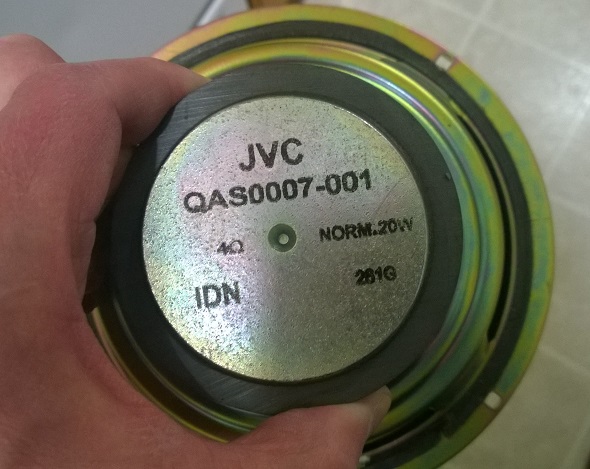 JVC
QAS0007-001
4Ω NORM.20W
IDN 281G